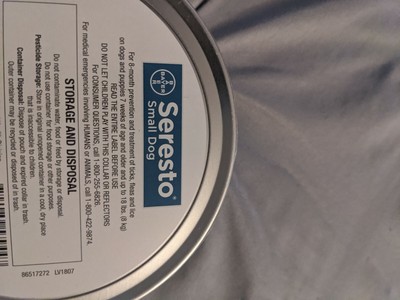 BAYER
Seresto
Small Dog
For 8-month prevention and treatment of ticks, fleas and lice
on dogs and puppies 7 weeks of age and older and up to 18 lbs. (8 kg)
READ THE ENTIRE LABEL BEFORE USE
DO NOT LET CHILDREN PLAY WITH THIS COLLAR OR REFLECTORS
For CONSUMER QUESTIONS, call 1-800-255-6826.
For medical emergencies involving HUMANS or ANIMALS, call 1-800-422-9874.
STORAGE AND DISPOSAL
Do not contaminate water, food or feed by storage or disposal.
Do not use container for food storage or other purposes.
Pesticide Storage: Store in original unopened container in a cool, dry place
that is inaccessible to children.
Container Disposal: Dispose of pouch and expired collar in trash.
Outer container may be recycled or disposed of in trash
86517272 LV1807